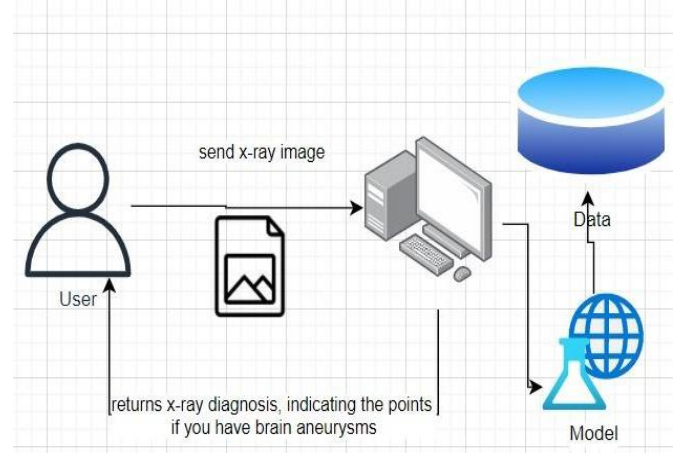 send x-ray image
Data
User
returns x-ray diagnosis, indicating the points
if you have brain aneurysms
Model